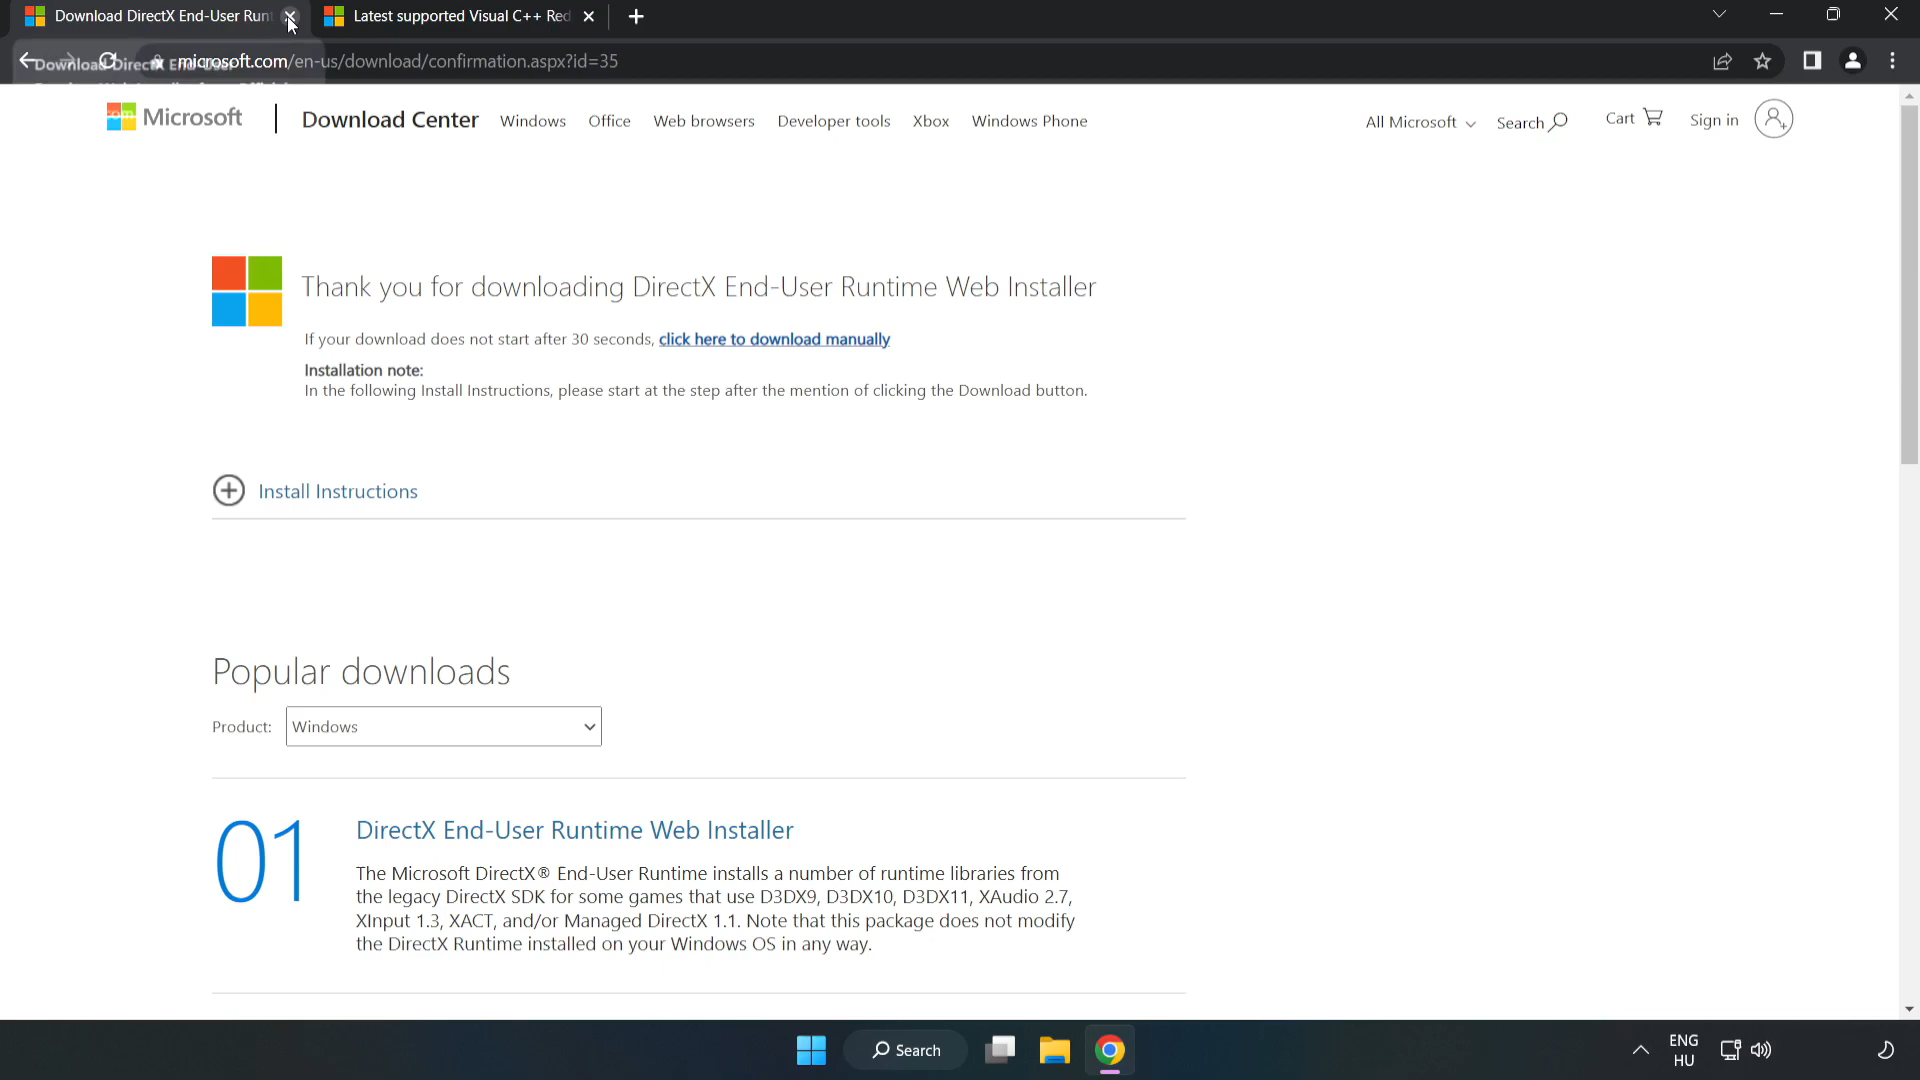 Download DirectX End-User Runt
Latest supported Visual C++ Red
microsoft.com/en-us/download/confirmation.aspx?id=35
Download DirectX End-User
Microsoft
Download Center
Windows
Office
Web browsers
Developer tools
Xbox
Windows Phone
All Microsoft
Search
Cart
Sign in
Thank you for downloading DirectX End-User Runtime Web Installer
If your download does not start after 30 seconds, click here to download manually
Installation note:
In the following Install Instructions, please start at the step after the mention of clicking the Download button.
Install Instructions
Popular downloads
Product:
Windows
01
DirectX End-User Runtime Web Installer
The Microsoft DirectX® End-User Runtime installs a number of runtime libraries from
the legacy DirectX SDK for some games that use D3DX9, D3DX10, D3DX11, XAudio 2.7,
XInput 1.3, XACT, and/or Managed DirectX 1.1. Note that this package does not modify
the DirectX Runtime installed on your Windows OS in any way.
Search
ENG
HU